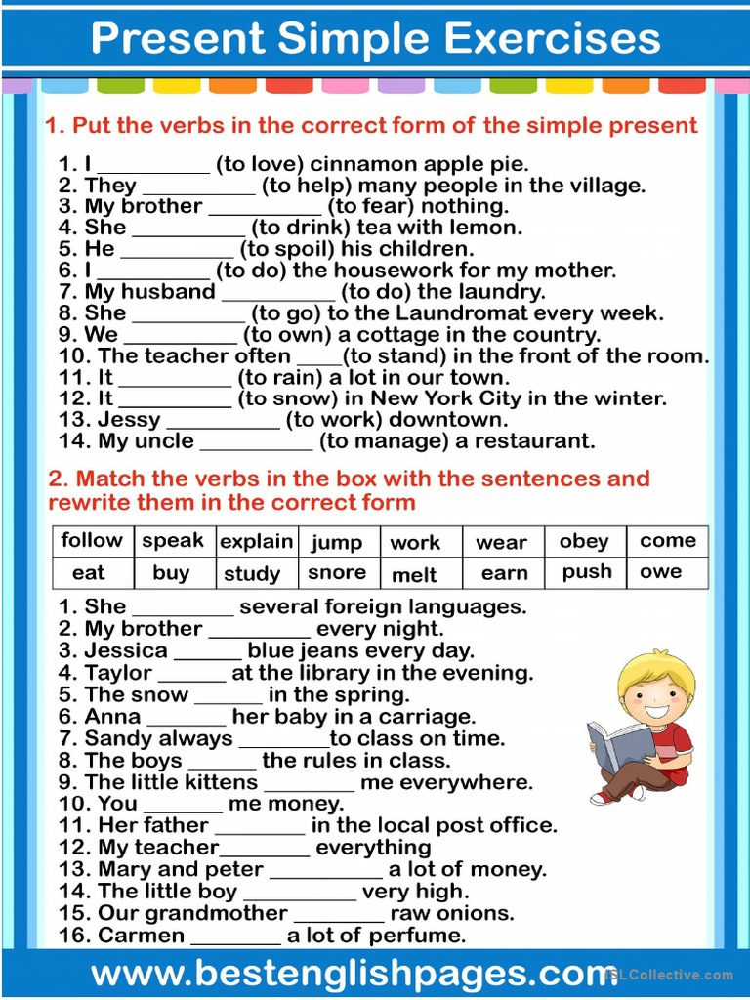 Present Simple Exercises
1. Put the verbs in the correct form of the simple present
1. I __________ (to love) cinnamon apple pie.
2. They __________ (to help) many people in the village.
3. My brother __________ (to fear) nothing.
4. She __________ (to drink) tea with lemon.
5. He __________ (to spoil) his children.
6. I __________ (to do) the housework for my mother.
7. My husband __________ (to do) the laundry.
8. She __________ (to go) to the Laundromat every week.
9. We __________ (to own) a cottage in the country.
10. The teacher often ____(to stand) in the front of the room.
11. It __________ (to rain) a lot in our town.
12. It __________ (to snow) in New York City in the winter.
13. Jessy __________ (to work) downtown.
14. My uncle __________ (to manage) a restaurant.
2. Match the verbs in the box with the sentences and
rewrite them in the correct form
follow speak explain jump work wear obey come
eat buy study snore melt earn push owe
1. She _________ several foreign languages.
2. My brother _________ every night.
3. Jessica ______ blue jeans every day.
4. Taylor ______ at the library in the evening.
5. The snow ______ in the spring.
6. Anna _______ her baby in a carriage.
7. Sandy always ________to class on time.
8. The boys ______ the rules in class.
9. The little kittens ________ me everywhere.
10. You _______ me money.
11. Her father ________ in the local post office.
12. My teacher________ everything
13. Mary and peter __________ a lot of money.
14. The little boy __________ very high.
15. Our grandmother ________ raw onions.
16. Carmen ________ a lot of perfume.
www.bestenglishpages.com
iSLCollective.com